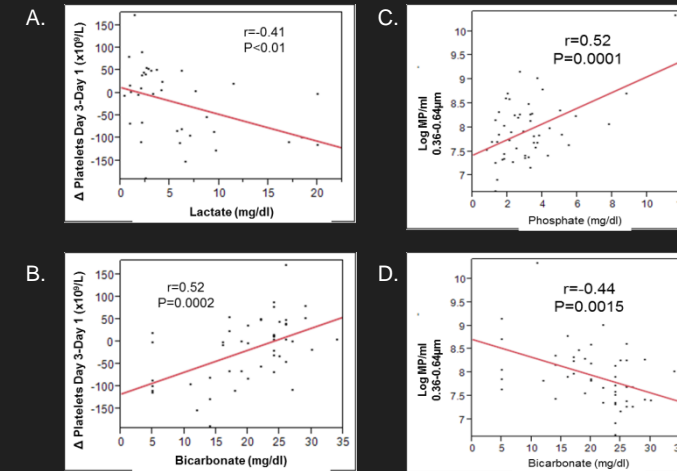 A.
Δ Platelets Day 3-Day 1 (x10⁹/L)
150
100
50
0
-50
-100
-150
r=-0.41
P<0.01
0 5 10 15 20
Lactate (mg/dl)
C.
Log MP/ml
0.36-0.64µm
10
9.5
9
8.5
8
7.5
7
r=0.52
P=0.0001
0 2 4 6 8 10
Phosphate (mg/dl)
B.
Δ Platelets Day 3-Day 1 (x10⁹/L)
150
100
50
0
-50
-100
-150
r=0.52
P=0.0002
0 5 10 15 20 25 30 35
Bicarbonate (mg/dl)
D.
Log MP/ml
0.36-0.64µm
10
9.5
9
8.5
8
7.5
7
r=-0.44
P=0.0015
0 5 10 15 20 25 30 35
Bicarbonate (mg/dl)